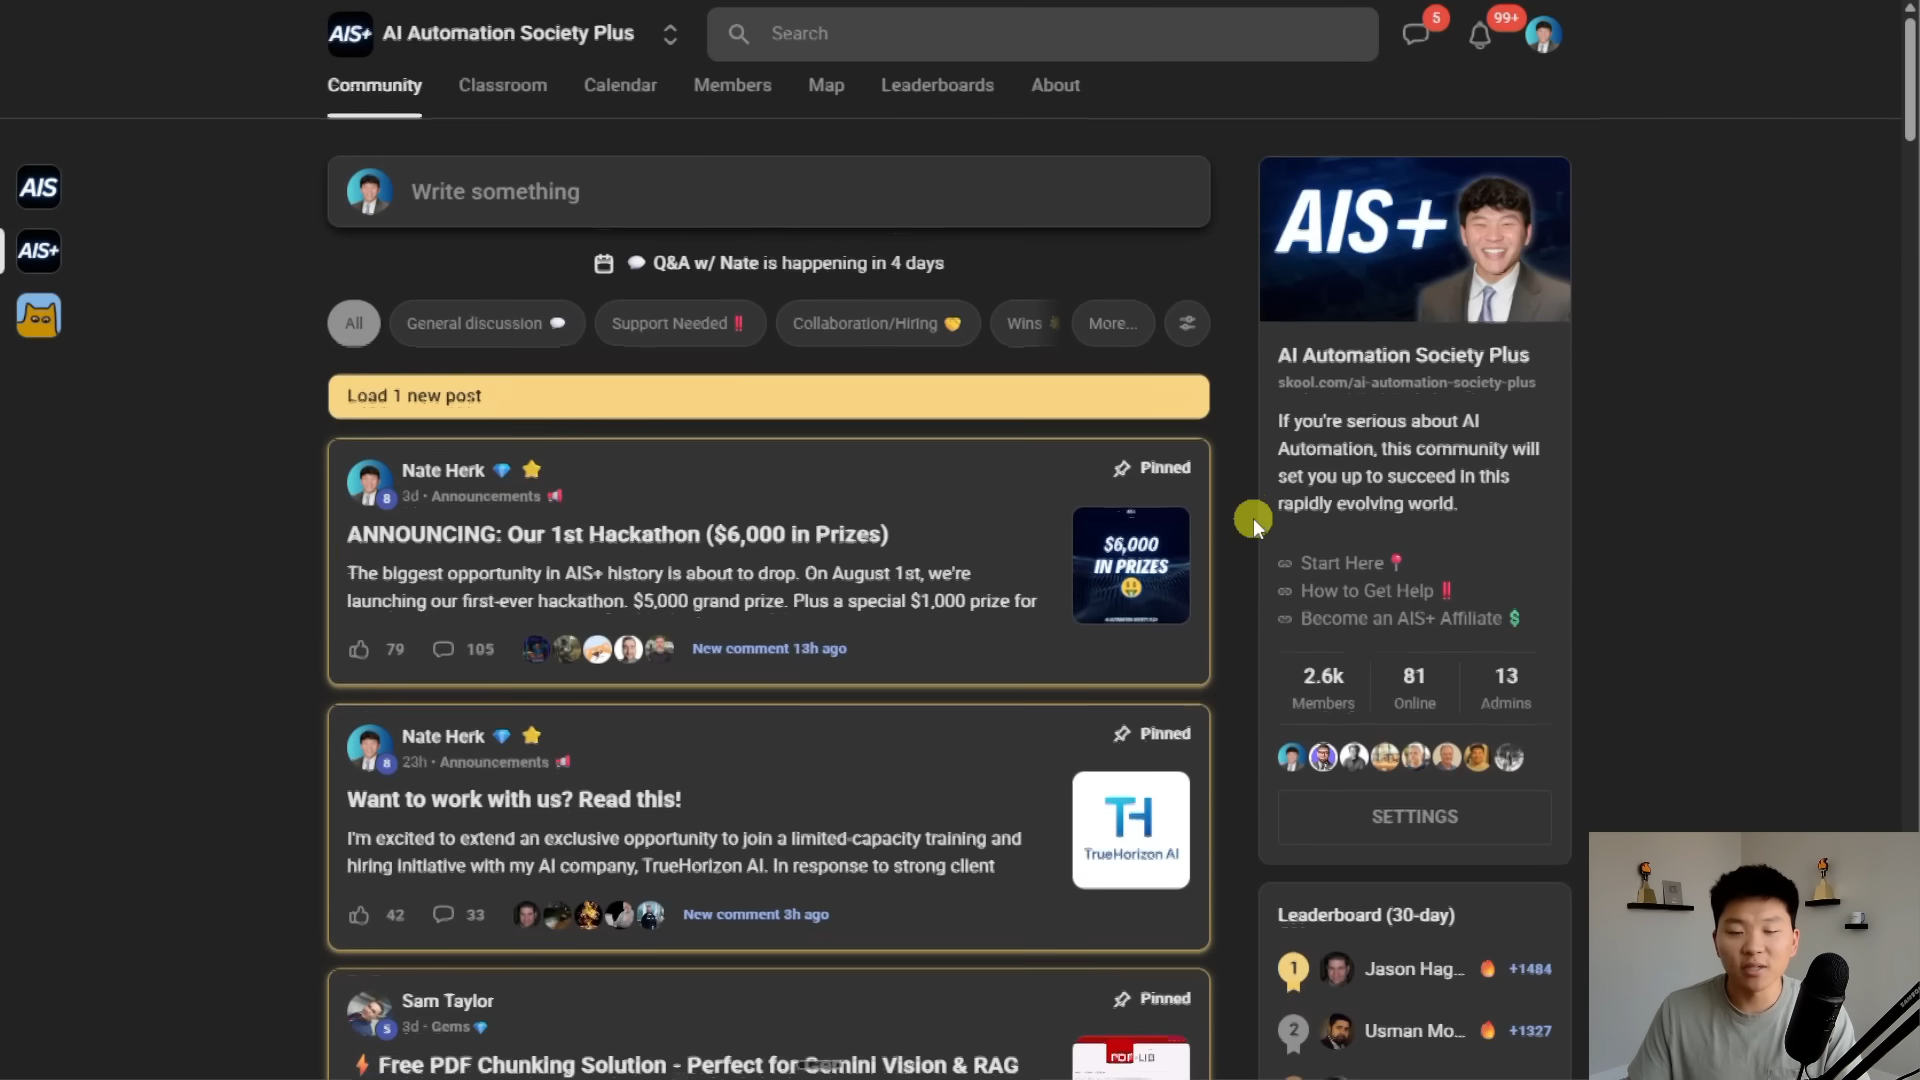 AIS+ AI Automation Society Plus
Search
5
99+
Community Classroom Calendar Members Map Leaderboards About
AIS
AIS+
Write something
Q&A w/ Nate is happening in 4 days
All General discussion Support Needed Collaboration/Hiring Wins More...
Load 1 new post
Nate Herk
8
3d • Announcements
Pinned
ANNOUNCING: Our 1st Hackathon ($6,000 in Prizes)
The biggest opportunity in AIS+ history is about to drop. On August 1st, we're
launching our first-ever hackathon. $5,000 grand prize. Plus a special $1,000 prize for
$6,000
IN PRIZES
79 105 New comment 13h ago
Nate Herk
8
23h • Announcements
Pinned
Want to work with us? Read this!
I'm excited to extend an exclusive opportunity to join a limited-capacity training and
hiring initiative with my AI company, TrueHorizon AI. In response to strong client
TH
TrueHorizon AI
42 33 New comment 3h ago
Sam Taylor
5
3d • Gems
Pinned
Free PDF Chunking Solution - Perfect for Gemini Vision & RAG
PDF-LIB
AIS+
AI Automation Society Plus
skool.com/ai-automation-society-plus
If you're serious about AI
Automation, this community will
set you up to succeed in this
rapidly evolving world.
Start Here
How to Get Help
Become an AIS+ Affiliate
2.6k 81 13
Members Online Admins
SETTINGS
Leaderboard (30-day)
1 Jason Hag... +1484
2 Usman Mo... +1327